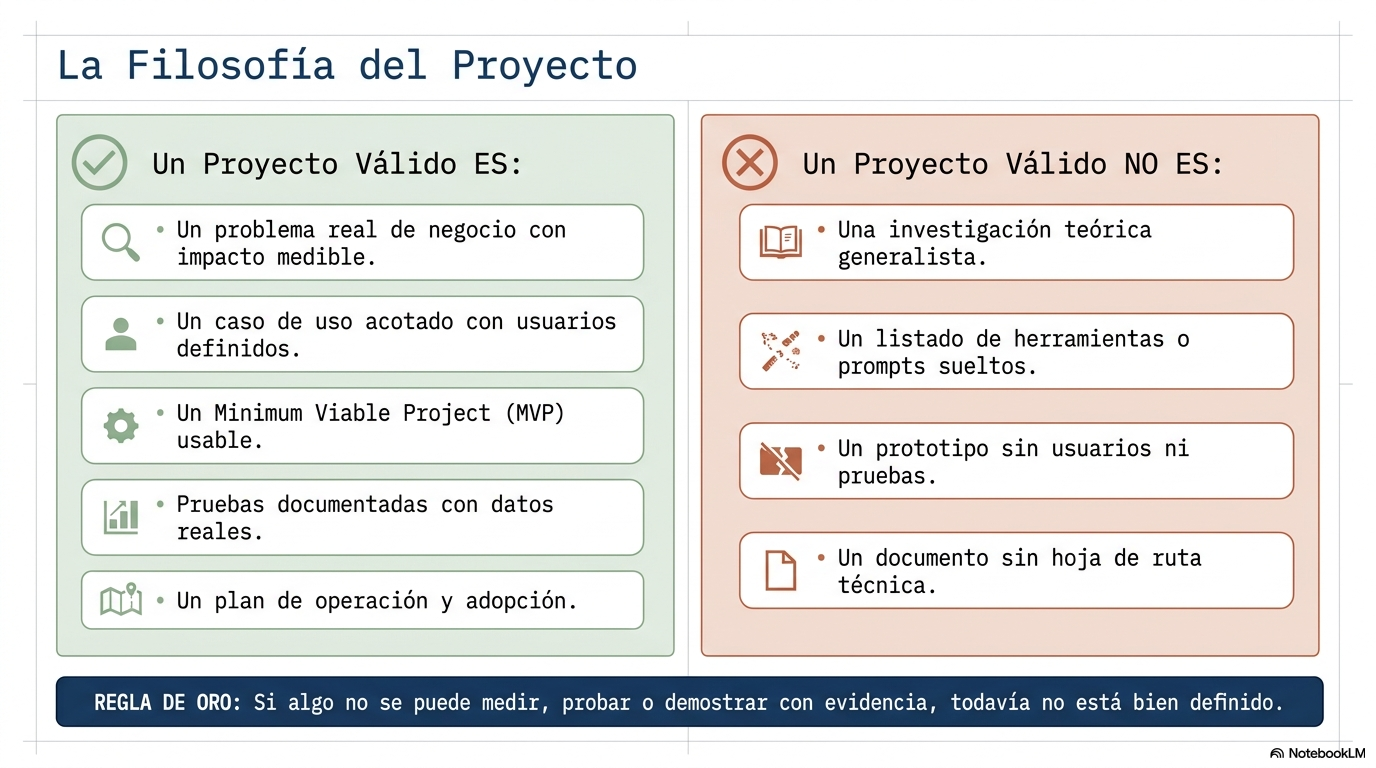 La Filosofía del Proyecto
Un Proyecto Válido ES:
• Un problema real de negocio con
impacto medible.
• Un caso de uso acotado con usuarios
definidos.
• Un Minimum Viable Project (MVP)
usable.
• Pruebas documentadas con datos
reales.
• Un plan de operación y adopción.
Un Proyecto Válido NO ES:
• Una investigación teórica
generalista.
• Un listado de herramientas o
prompts sueltos.
• Un prototipo sin usuarios ni
pruebas.
• Un documento sin hoja de ruta
técnica.
REGLA DE ORO: Si algo no se puede medir, probar o demostrar con evidencia, todavía no está bien definido.
NotebookLM